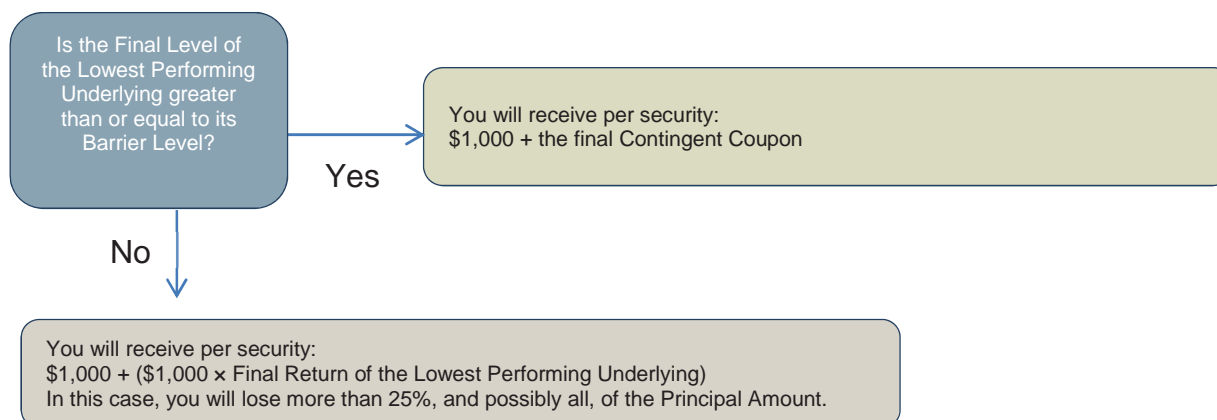 Is the Final Level of
the Lowest Performing
Underlying greater
than or equal to its
Barrier Level?
Yes
You will receive per security:
$1,000 + the final Contingent Coupon
No
You will receive per security:
$1,000 + ($1,000 × Final Return of the Lowest Performing Underlying)
In this case, you will lose more than 25%, and possibly all, of the Principal Amount.